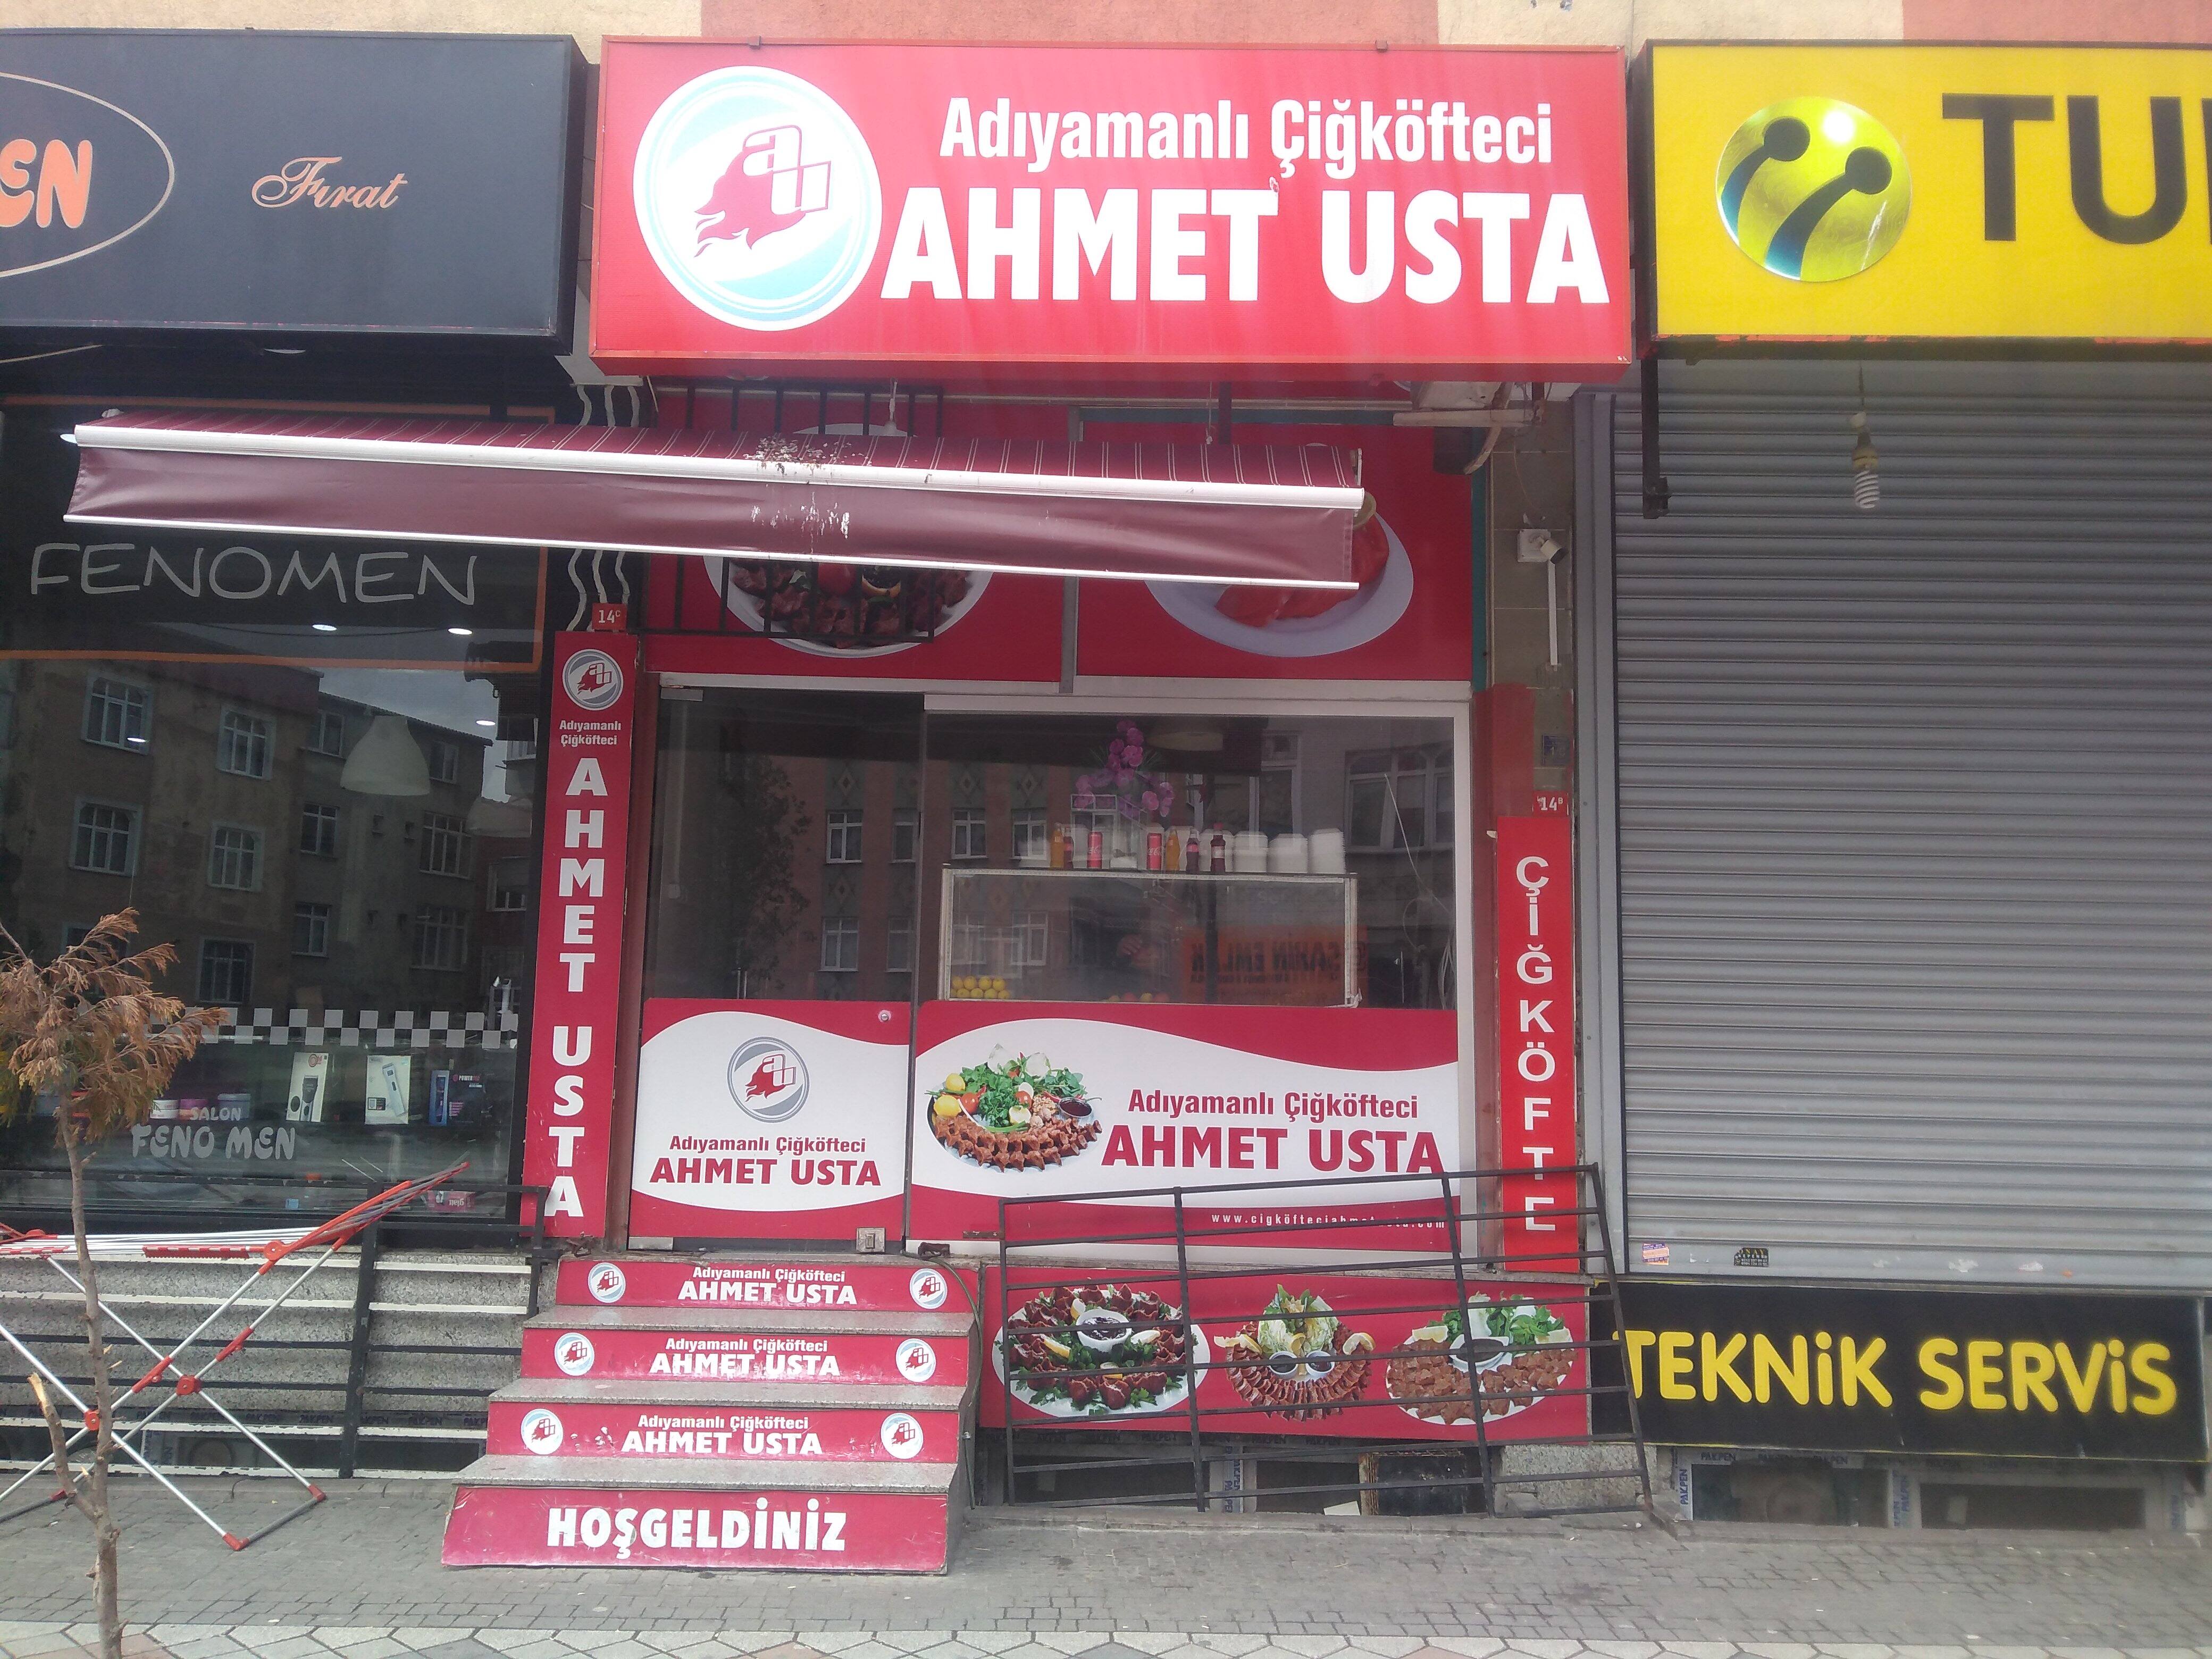 Fırat
Adıyamanlı Çiğköfteci
AHMET USTA
FENOMEN
14C
Adıyamanlı
Çiğköfteci
AHMET USTA
14B
ÇİĞKÖFTE
SALON
FENO MEN
Adıyamanlı Çiğköfteci
AHMET USTA
Adıyamanlı Çiğköfteci
AHMET USTA
Adıyamanlı Çiğköfteci
AHMET USTA
Adıyamanlı Çiğköfteci
AHMET USTA
Adıyamanlı Çiğköfteci
AHMET USTA
HOŞGELDİNİZ
TEKNİK SERVİS
PAKPEN
PAKPEN